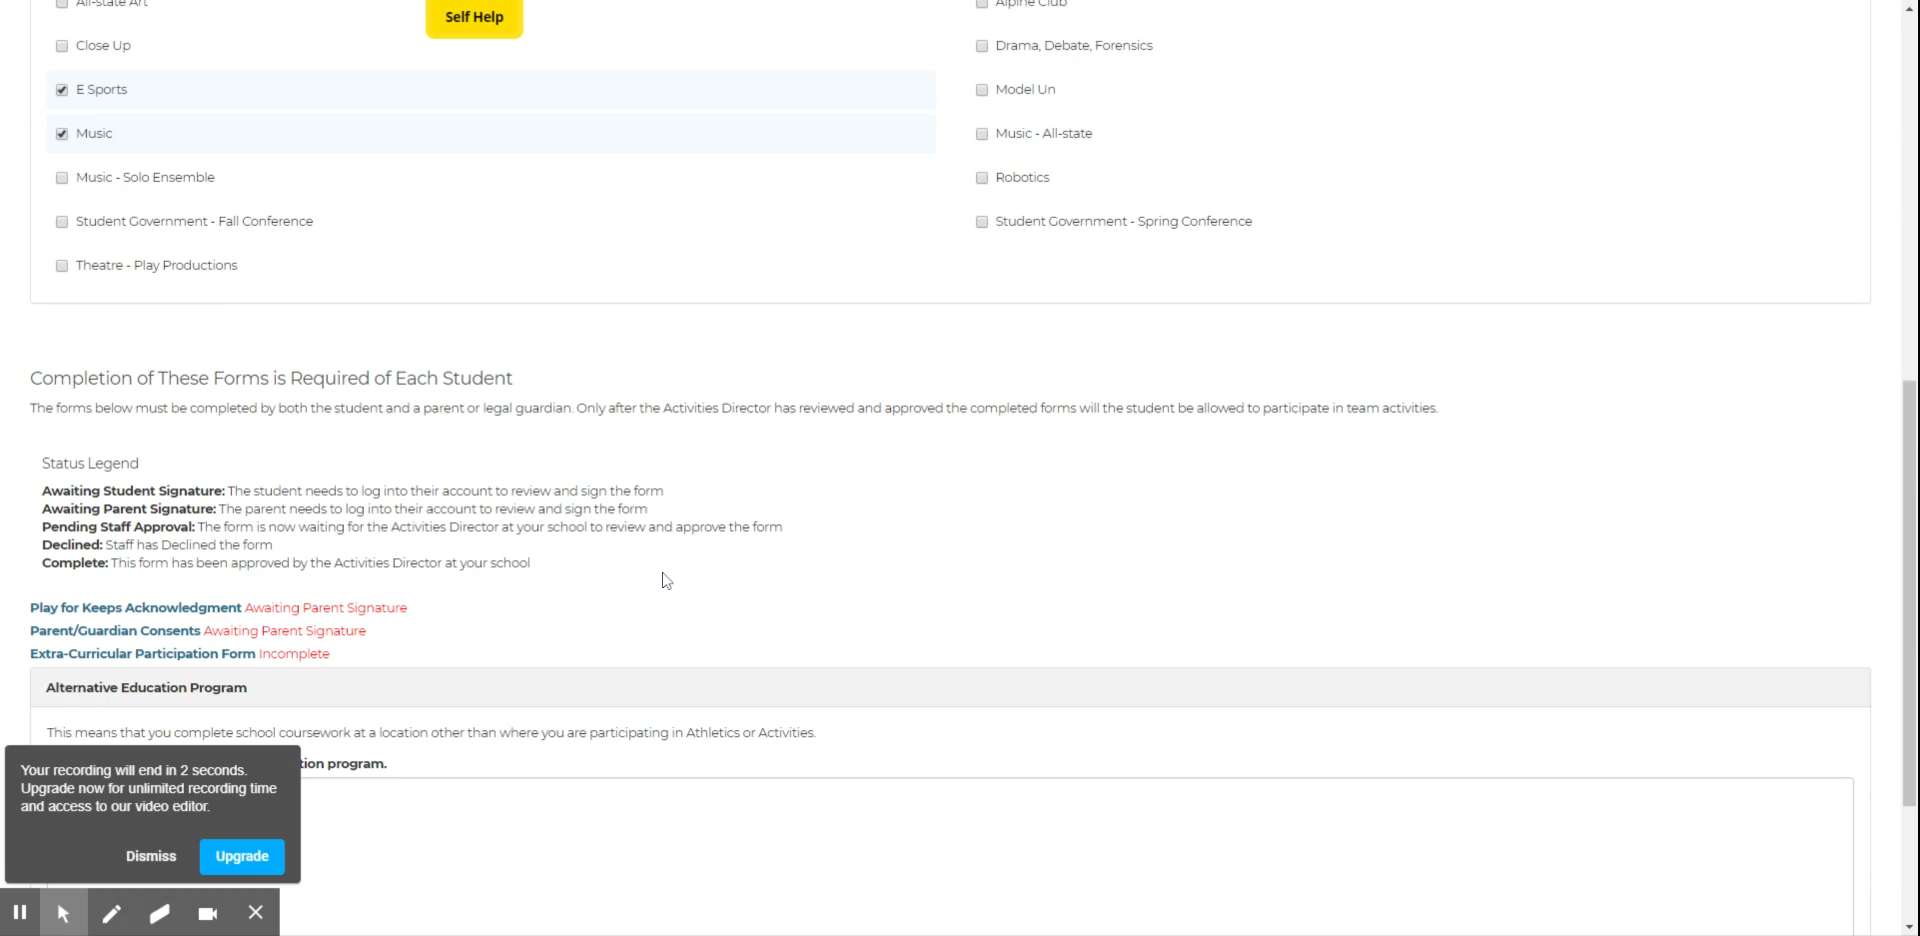 All-state Art
Self Help
Alpine Club
Close Up
Drama, Debate, Forensics
E Sports
Model Un
Music
Music - All-state
Music - Solo Ensemble
Robotics
Student Government - Fall Conference
Student Government - Spring Conference
Theatre - Play Productions
Completion of These Forms is Required of Each Student
The forms below must be completed by both the student and a parent or legal guardian. Only after the Activities Director has reviewed and approved the completed forms will the student be allowed to participate in team activities.
Status Legend
Awaiting Student Signature: The student needs to log into their account to review and sign the form
Awaiting Parent Signature: The parent needs to log into their account to review and sign the form
Pending Staff Approval: The form is now waiting for the Activities Director at your school to review and approve the form
Declined: Staff has Declined the form
Complete: This form has been approved by the Activities Director at your school
Play for Keeps Acknowledgment Awaiting Parent Signature
Parent/Guardian Consents Awaiting Parent Signature
Extra-Curricular Participation Form Incomplete
Alternative Education Program
This means that you complete school coursework at a location other than where you are participating in Athletics or Activities.
tion program.
Your recording will end in 2 seconds.
Upgrade now for unlimited recording time
and access to our video editor.
Dismiss
Upgrade